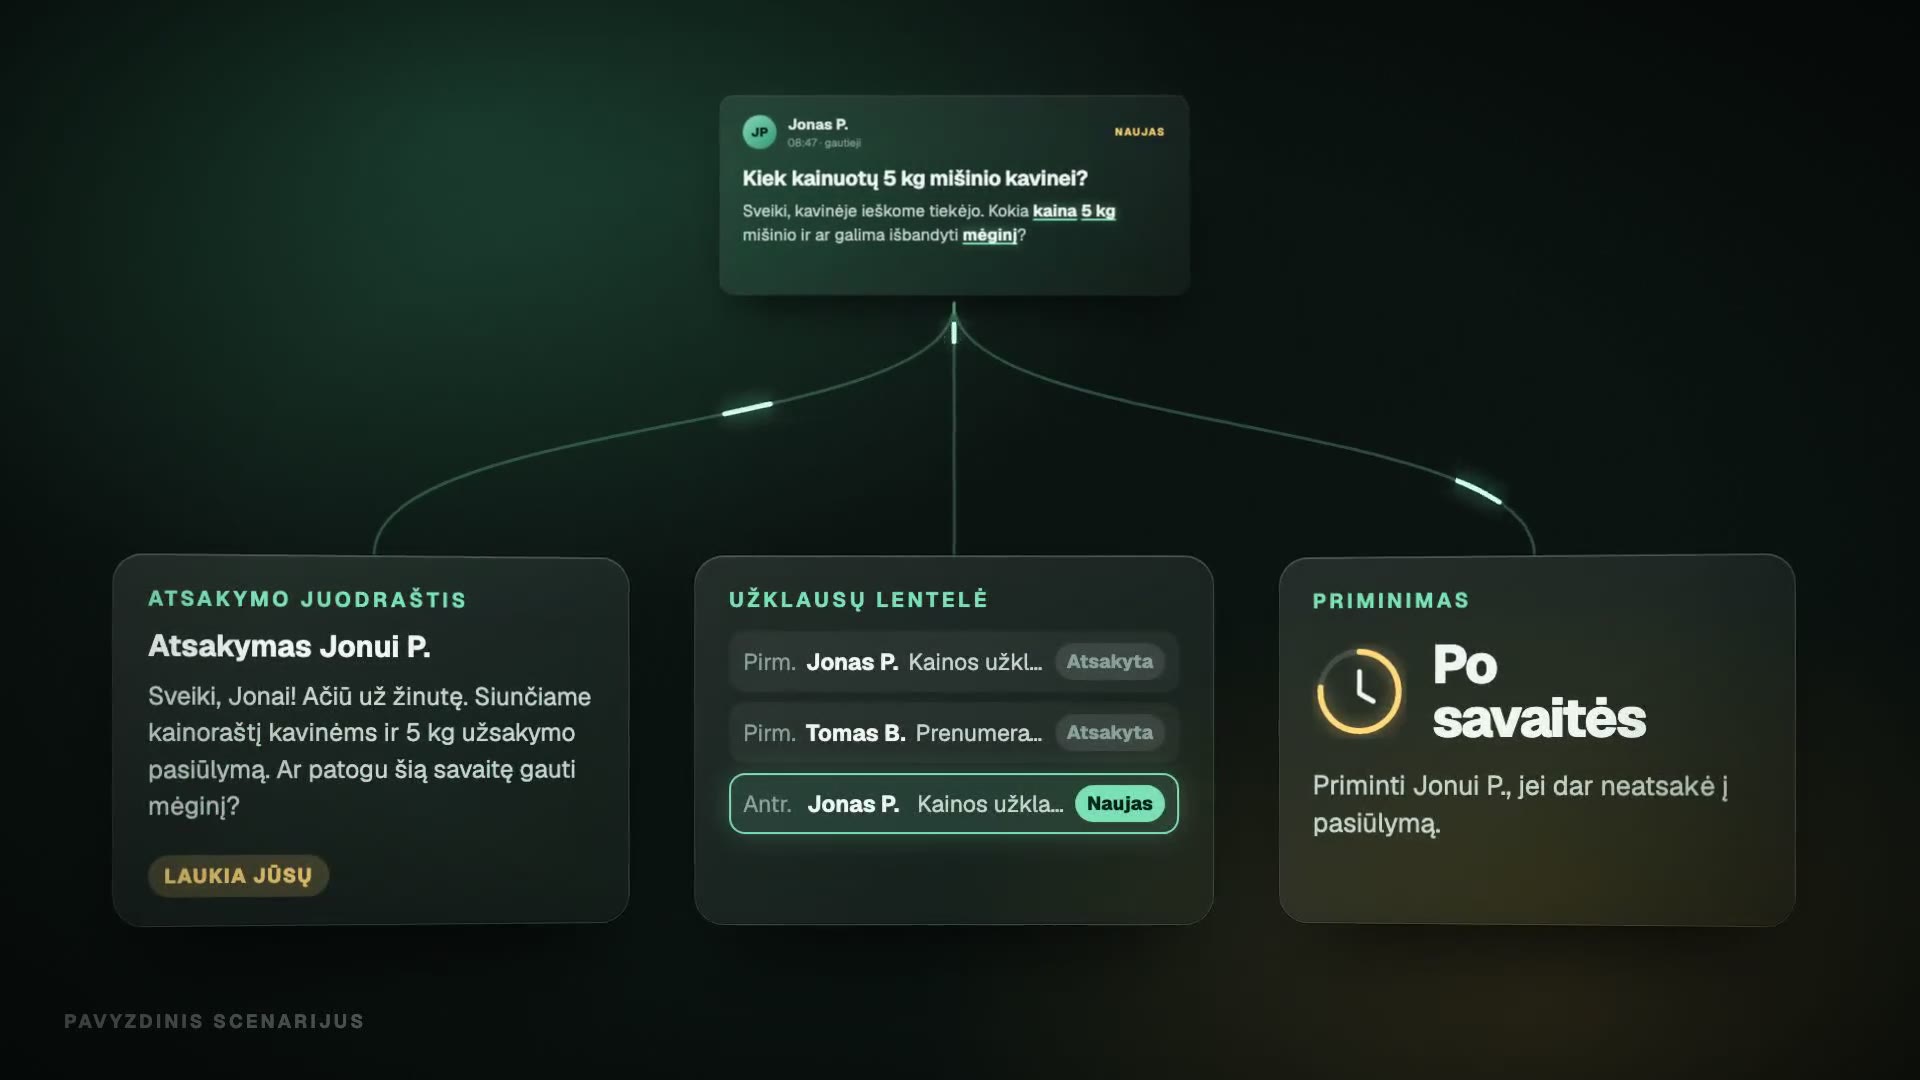 JP
Jonas P.
08:47 · gautieji
NAUJAS
Kiek kainuotų 5 kg mišinio kavinei?
Sveiki, kavinėje ieškome tiekėjo. Kokia kaina 5 kg
mišinio ir ar galima išbandyti mėginį?
ATSAKYMO JUODRAŠTIS
Atsakymas Jonui P.
Sveiki, Jonai! Ačiū už žinutę. Siunčiame
kainoraštį kavinėms ir 5 kg užsakymo
pasiūlymą. Ar patogu šią savaitę gauti
mėginį?
LAUKIA JŪSŲ
UŽKLAUSŲ LENTELĖ
Pirm. Jonas P. Kainos užkl... Atsakyta
Pirm. Tomas B. Prenumera... Atsakyta
Antr. Jonas P. Kainos užkla... Naujas
PRIMINIMAS
Po
savaitės
Priminti Jonui P., jei dar neatsakė į
pasiūlymą.
PAVYZDINIS SCENARIJUS